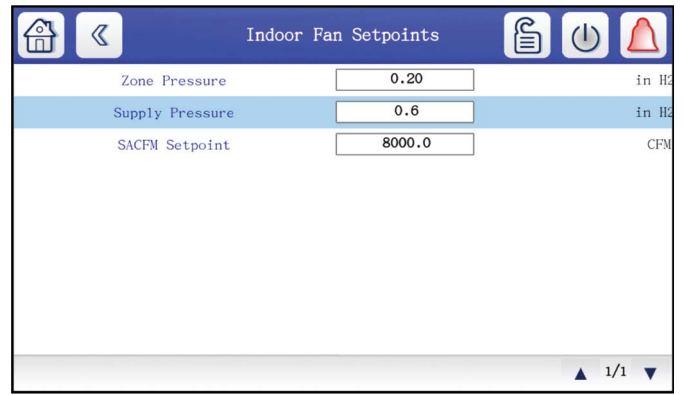 Indoor Fan Setpoints
Zone Pressure 0.20 in H2
Supply Pressure 0.6 in H2
SACFM Setpoint 8000.0 CFM
1/1